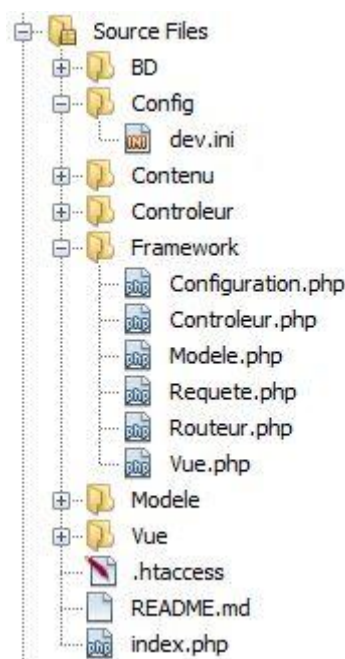 Source Files
BD
Config
dev.ini
Contenu
Controleur
Framework
Configuration.php
Controleur.php
Modele.php
Requete.php
Routeur.php
Vue.php
Modele
Vue
.htaccess
README.md
index.php